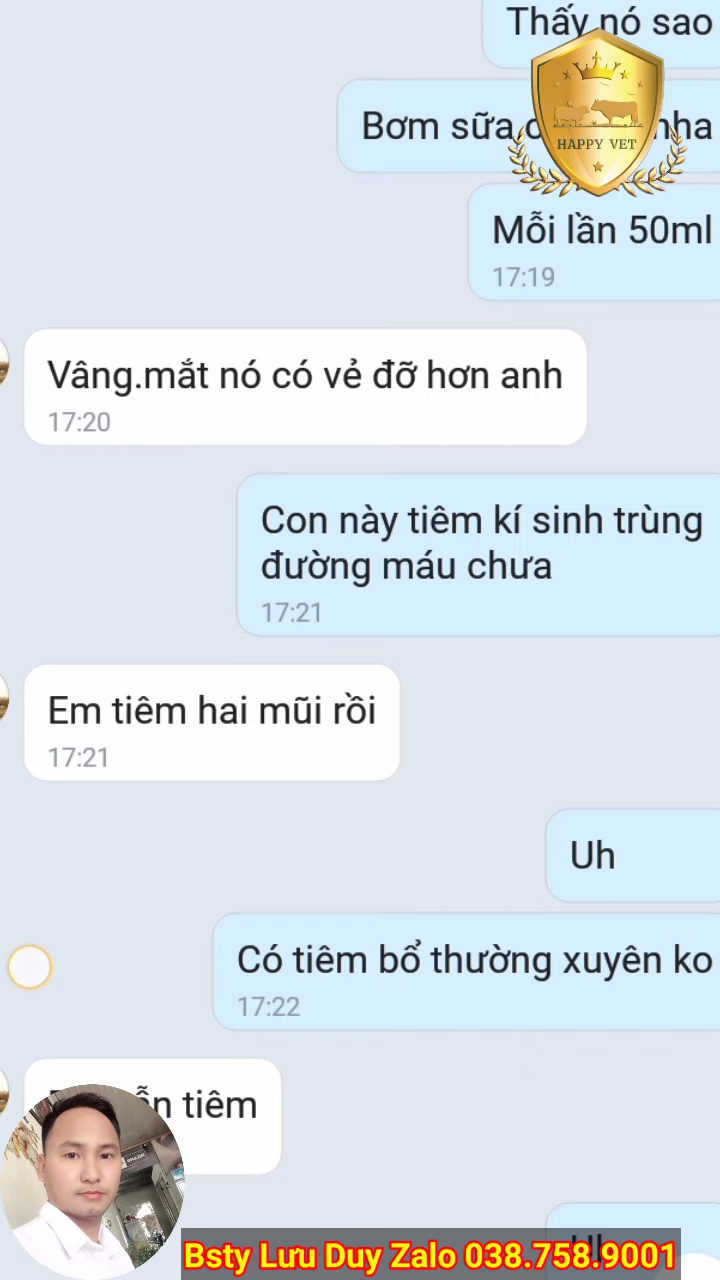 Thấy nó sao
Bơm sữa
HAPPY VET
Mỗi lần 50ml
17:19
Vâng.mắt nó có vẻ đỡ hơn anh
17:20
Con này tiêm kí sinh trùng
đường máu chưa
17:21
Em tiêm hai mũi rồi
17:21
Uh
Có tiêm bổ thường xuyên ko
17:22
tiêm
Bsty Lưu Duy Zalo 038.758.9001